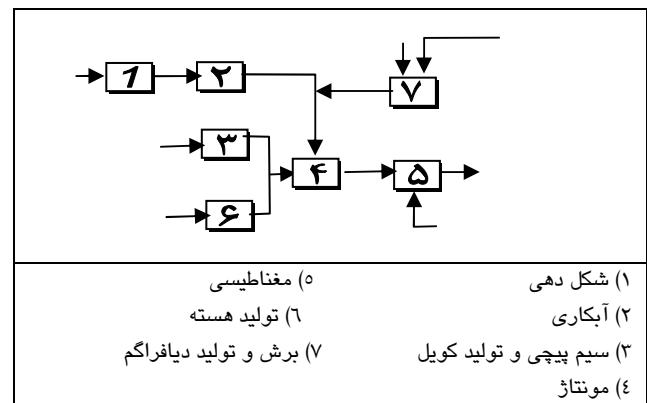 1 ۲ ۷
۳
۴ ۵
۶
۱) شکل دهی
۲) آبکاری
۳) سیم پیچی و تولید کویل
۴) مونتاژ
۵) مغناطیسی
۶) تولید هسته
۷) برش و تولید دیافراگم